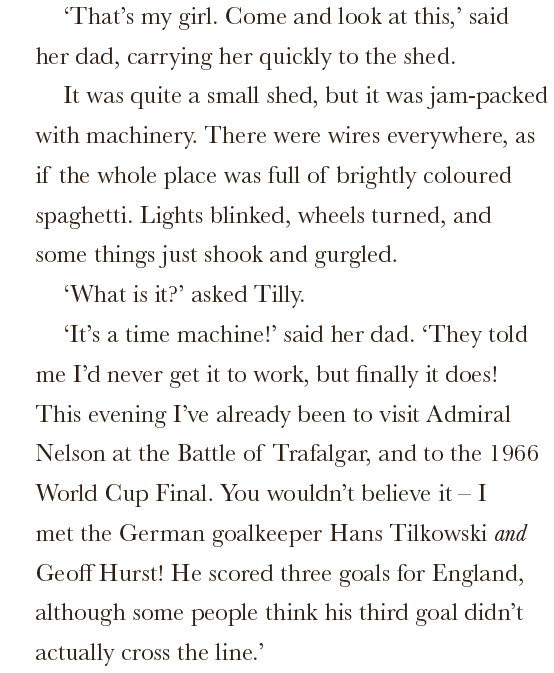 ‘That’s my girl. Come and look at this,’ said
her dad, carrying her quickly to the shed.
It was quite a small shed, but it was jam-packed
with machinery. There were wires everywhere, as
if the whole place was full of brightly coloured
spaghetti. Lights blinked, wheels turned, and
some things just shook and gurgled.
‘What is it?’ asked Tilly.
‘It’s a time machine!’ said her dad. ‘They told
me I’d never get it to work, but finally it does!
This evening I’ve already been to visit Admiral
Nelson at the Battle of Trafalgar, and to the 1966
World Cup Final. You wouldn’t believe it – I
met the German goalkeeper Hans Tilkowski and
Geoff Hurst! He scored three goals for England,
although some people think his third goal didn’t
actually cross the line.’